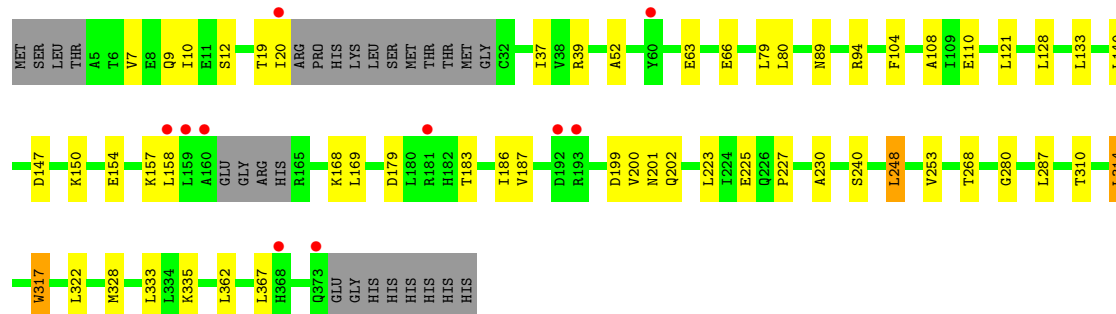 MET SER LEU THR A5 T6 V7 E8 Q9 I10 E11 S12 T19 I20 ARG PRO HIS LYS LEU SER MET THR THR MET GLY C32 I37 V38 R39 A52 Y60 E63 E66 L79 L80 N89 R94 F104 A108 I109 E110 L121 L128 L133
D147 K150 E154 K157 L158 L159 A160 GLU GLY ARG HIS R165 K168 L169 D179 L180 R181 H182 T183 I186 V187 D192 R193 D199 V200 N201 Q202 L223 I224 E225 Q226 P227 A230 S240 L248 V253 T268 G280 L287 T310
W317 L322 M328 L333 L334 K335 L362 L367 H368 Q373 GLU GLY HIS HIS HIS HIS HIS HIS